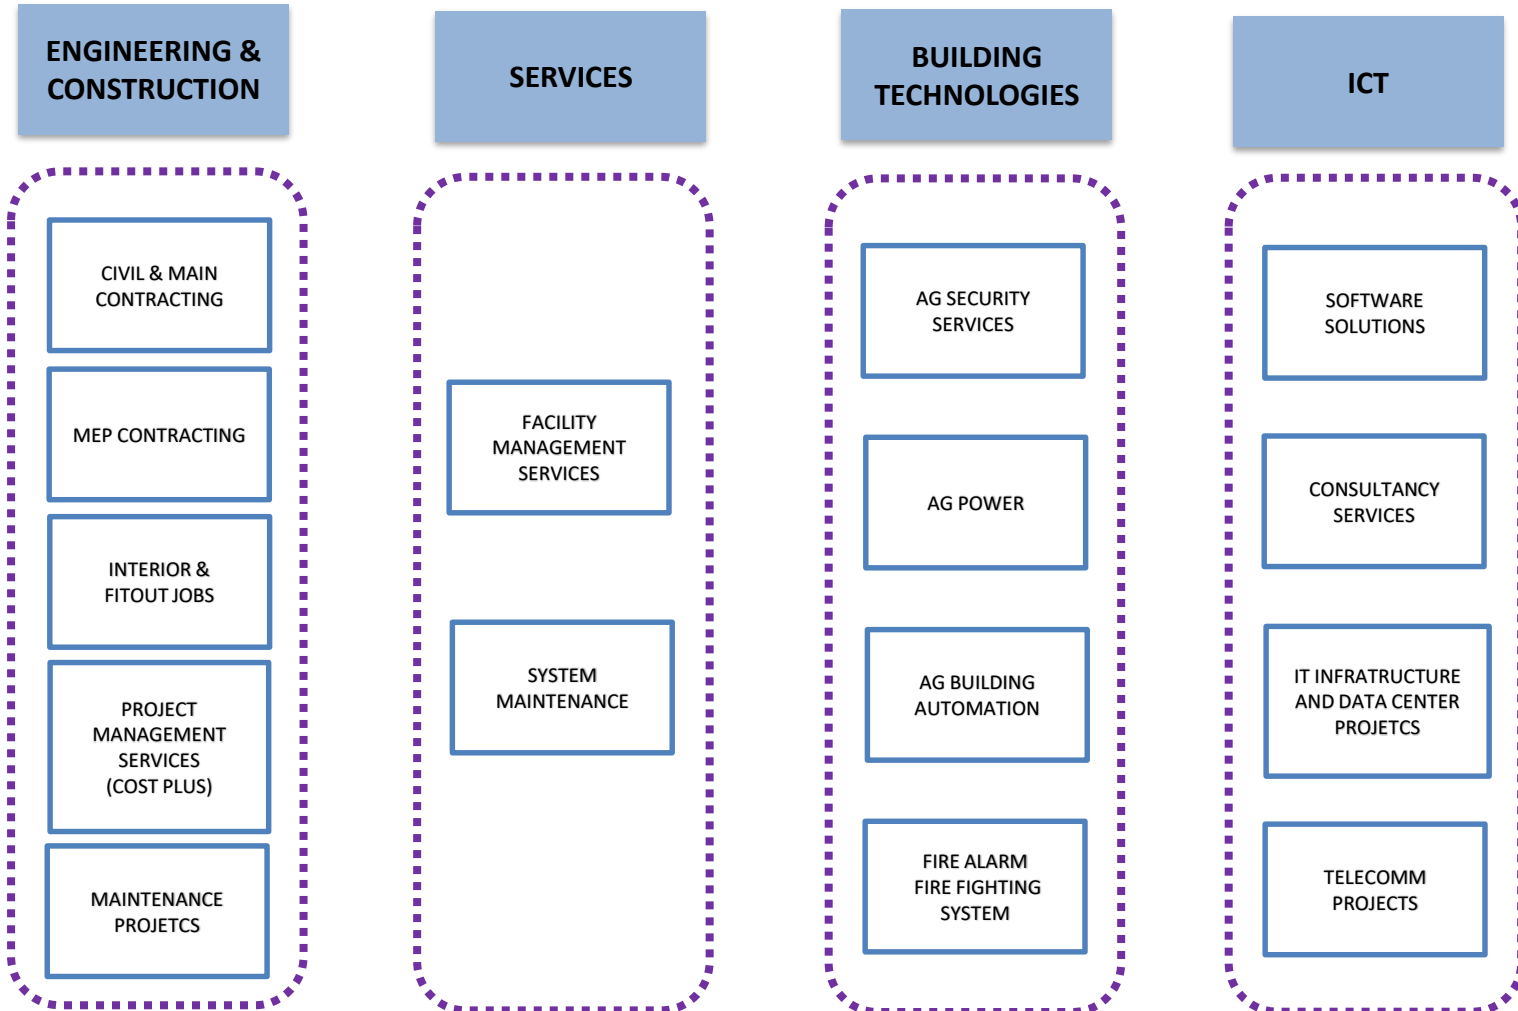 ENGINEERING &
CONSTRUCTION
CIVIL & MAIN
CONTRACTING
MEP CONTRACTING
INTERIOR &
FITOUT JOBS
PROJECT
MANAGEMENT
SERVICES
(COST PLUS)
MAINTENANCE
PROJETCS
SERVICES
FACILITY
MANAGEMENT
SERVICES
SYSTEM
MAINTENANCE
BUILDING
TECHNOLOGIES
AG SECURITY
SERVICES
AG POWER
AG BUILDING
AUTOMATION
FIRE ALARM
FIRE FIGHTING
SYSTEM
ICT
SOFTWARE
SOLUTIONS
CONSULTANCY
SERVICES
IT INFRATRUCTURE
AND DATA CENTER
PROJETCS
TELECOMM
PROJECTS